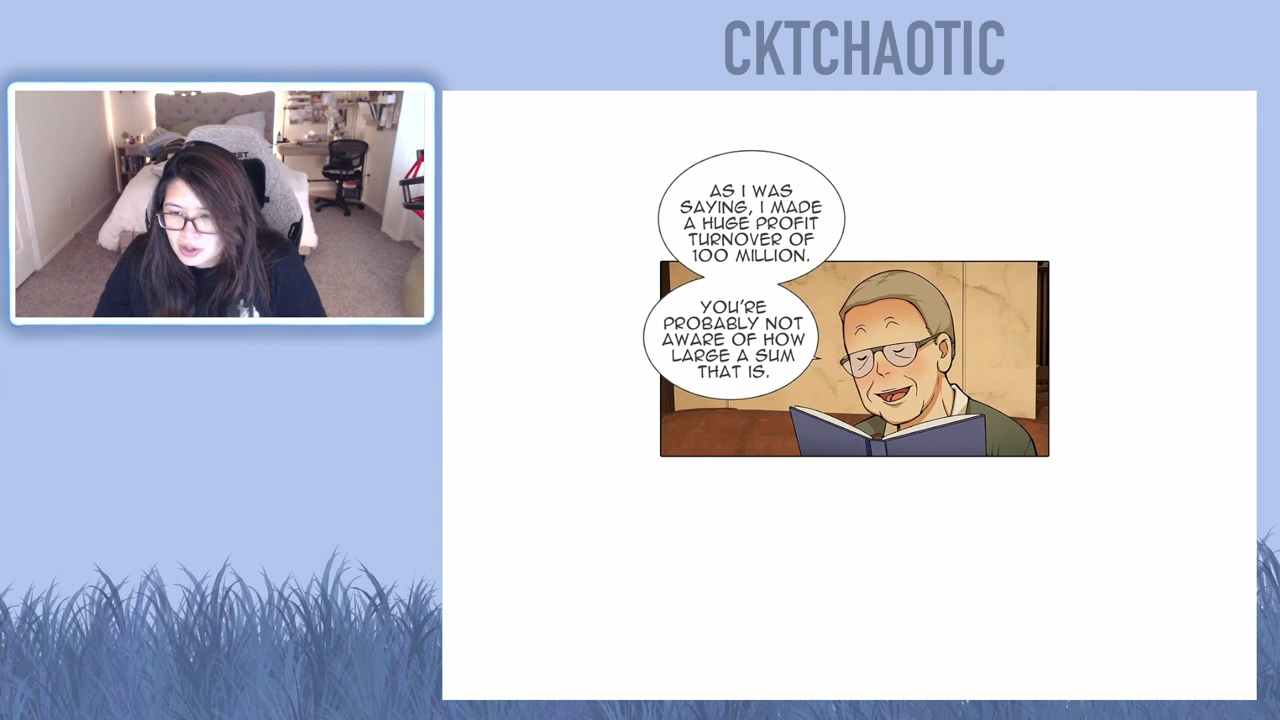 CKTCHAOTIC
AS I WAS
SAYING, I MADE
A HUGE PROFIT
TURNOVER OF
100 MILLION.
YOU'RE
PROBABLY NOT
AWARE OF HOW
LARGE A SUM
THAT IS.